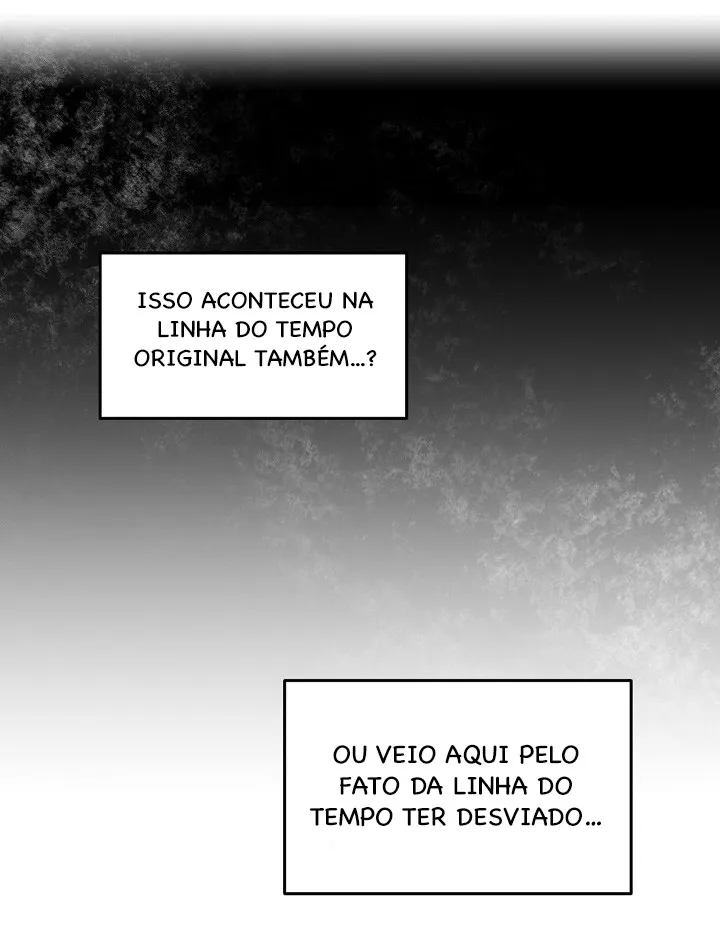 ISSO ACONTECEU NA
LINHA DO TEMPO
ORIGINAL TAMBÉM...?
OU VEIO AQUI PELO
FATO DA LINHA DO
TEMPO TER DESVIADO...